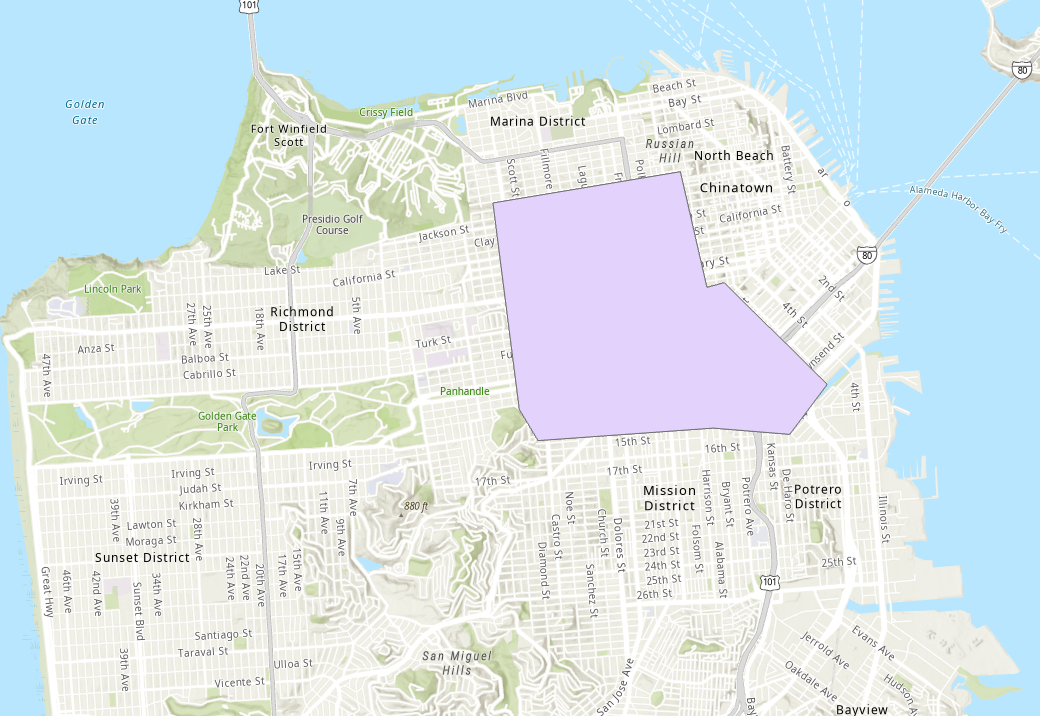 101
80
Golden
Gate
Crissy Field
Marina Blvd
Beach St
Bay St
Marina District
Fort Winfield
Scott
Lombard St
Russian
Hill
North Beach
Battery St
Scott St
Fillmore
Lagu
Fr
Pol
Chinatown
Alameda Harbor Bay Fry
ar
o
Presidio Golf
Course
Jackson St
Clay
St
California St
St
80
Lake St
California St
ary St
Lincoln Park
2nd St
25th Ave
27th Ave
18th Ave
5th Ave
Richmond
District
4th St
Anza St
Turk St
Fu
Balboa St
Cabrillo St
nsend St
47th Ave
Panhandle
4th St
Golden Gate
Park
15th St
16th St
Irving St
Irving St
Irving St
17th St
17th St
Judah St
Kirkham St
880 ft
Mission
District
Potrero
District
Kansas St
De Haro St
Harrison St
Bryant St
Potrero Ave
Illinois St
7th Ave
9th Ave
11th Ave
39th Ave
28th Ave
Lawton St
Moraga St
Sunset District
Noe St
Castro St
Church St
Dolores St
21st St
22nd St
23rd St
24th St
25th St
26th St
Folsom St
Alabama St
25th St
Diamond St
Sanchez St
101
Great Hwy
46th Ave
42nd Ave
Sunset Blvd
34th Ave
24th Ave
22nd Ave
20th Ave
17th Ave
15th Ave
39th Ave
Santiago St
Taraval St
Ulloa St
Vicente St
San Miguel
Hills
San Jose Ave
Jerrold Ave
Evans Ave
Oakdale Ave
Hudson Av
Bay
Bayview